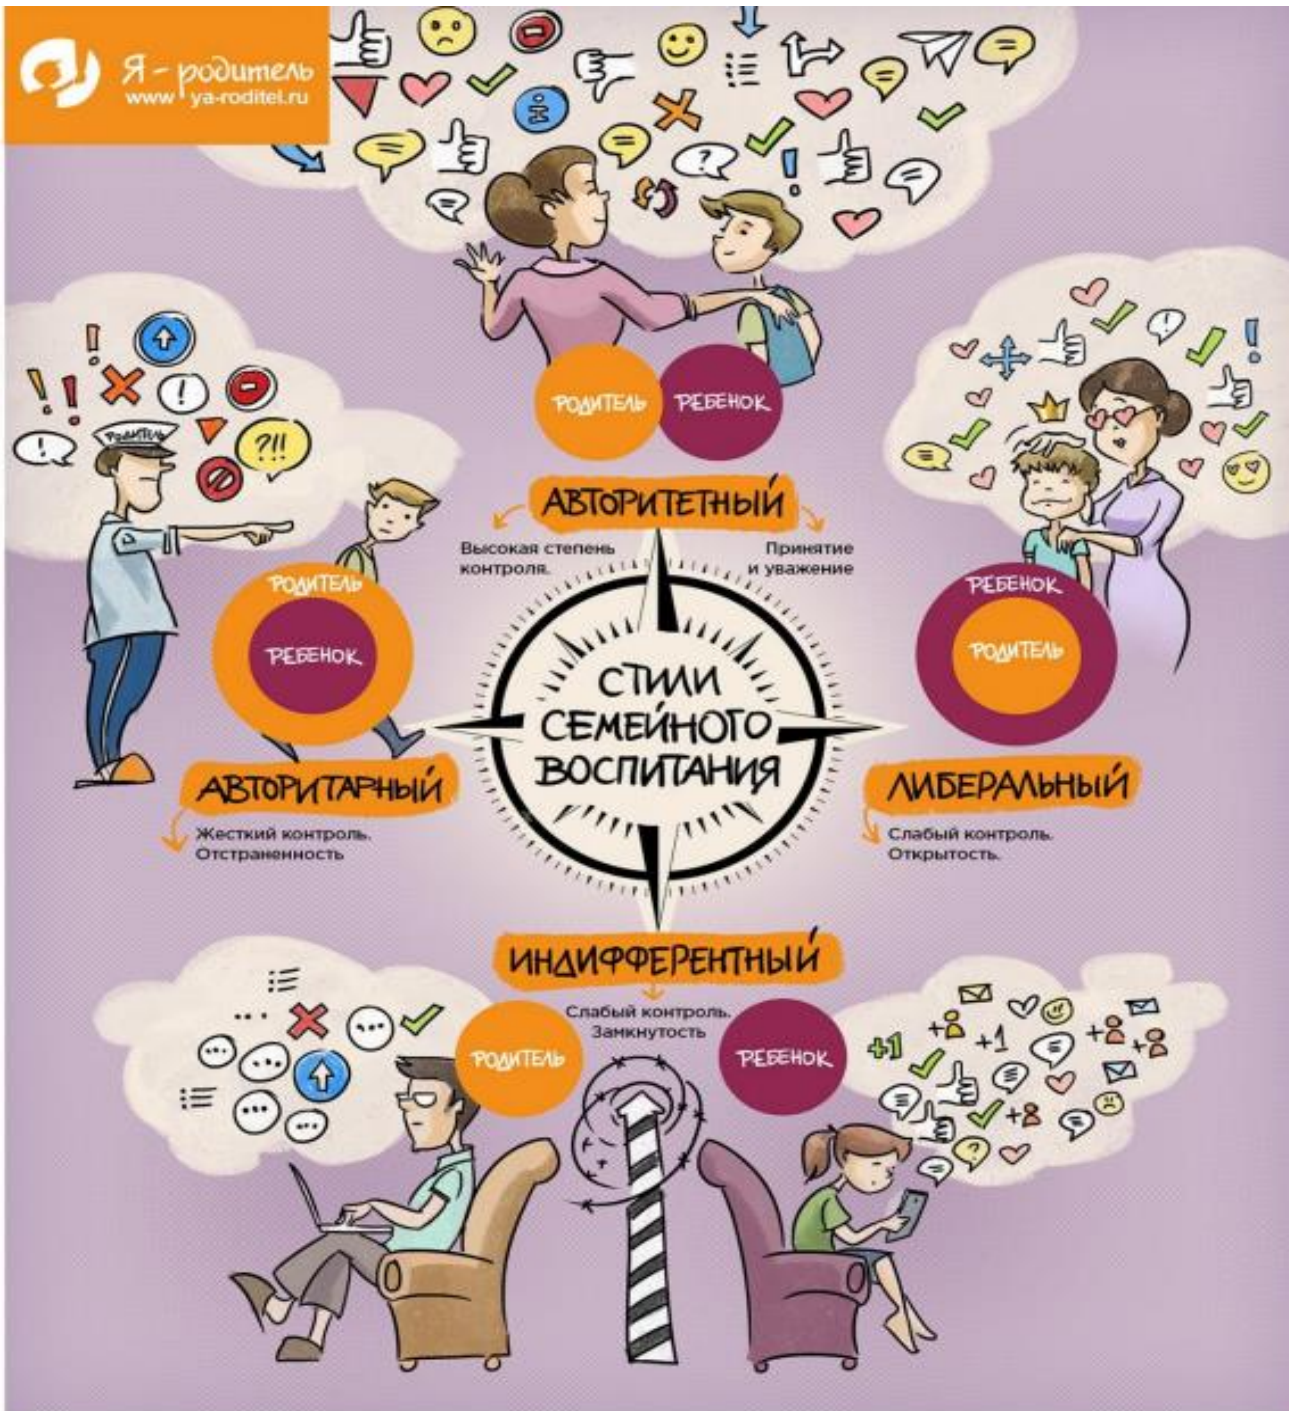 Я - родитель
www ya-roditel.ru
РОДИТЕЛЬ
РЕБЕНОК
АВТОРИТЕТНЫЙ
Высокая степень
контроля.
Принятие
и уважение
?
!
!
!
!
!
!
?!!
РОДИТЕЛЬ
РОДИТЕЛЬ
РЕБЕНОК
АВТОРИТАРНЫЙ
Жесткий контроль.
Отстраненность
СТИЛИ
СЕМЕЙНОГО
ВОСПИТАНИЯ
!
!
РЕБЕНОК
РОДИТЕЛЬ
ЛИБЕРАЛЬНЫЙ
Слабый контроль.
Открытость.
ИНДИФФЕРЕНТНЫЙ
Слабый контроль.
Замкнутость
РОДИТЕЛЬ
РЕБЕНОК
+1
+1
?